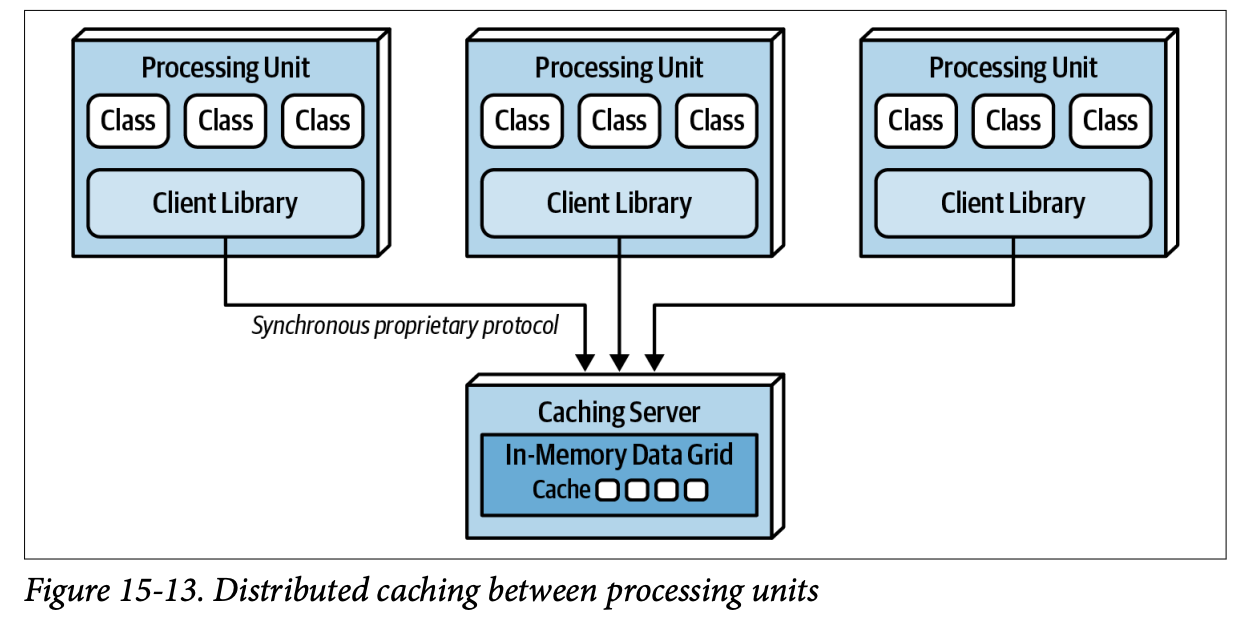 Processing Unit Processing Unit Processing Unit
Class Class Class Class Class Class Class Class Class
Client Library Client Library Client Library
Synchronous proprietary protocol
Caching Server
In-Memory Data Grid
Cache
Figure 15-13. Distributed caching between processing units